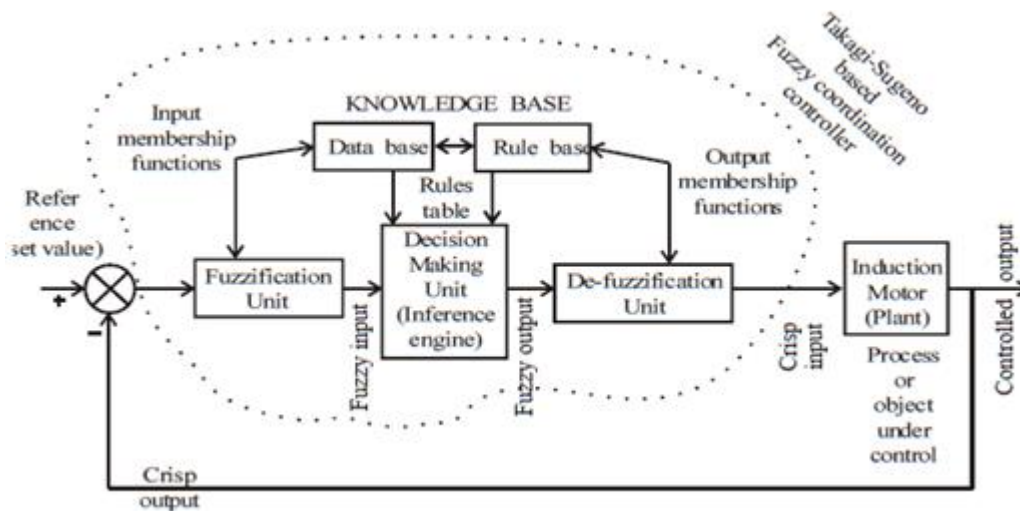 Takagi-Sugeno
based
Fuzzy coordination
controller
KNOWLEDGE BASE
Input
membership
functions
Data base
Rule base
Output
membership
functions
Rules
table
Refer
ence
set value)
Fuzzification
Unit
Decision
Making
Unit
(Inference
engine)
De-fuzzification
Unit
Induction
Motor
(Plant)
+
-
Fuzzy input
Fuzzy output
Crisp
input
Controlled output
Process
or
object
under
control
Crisp
output